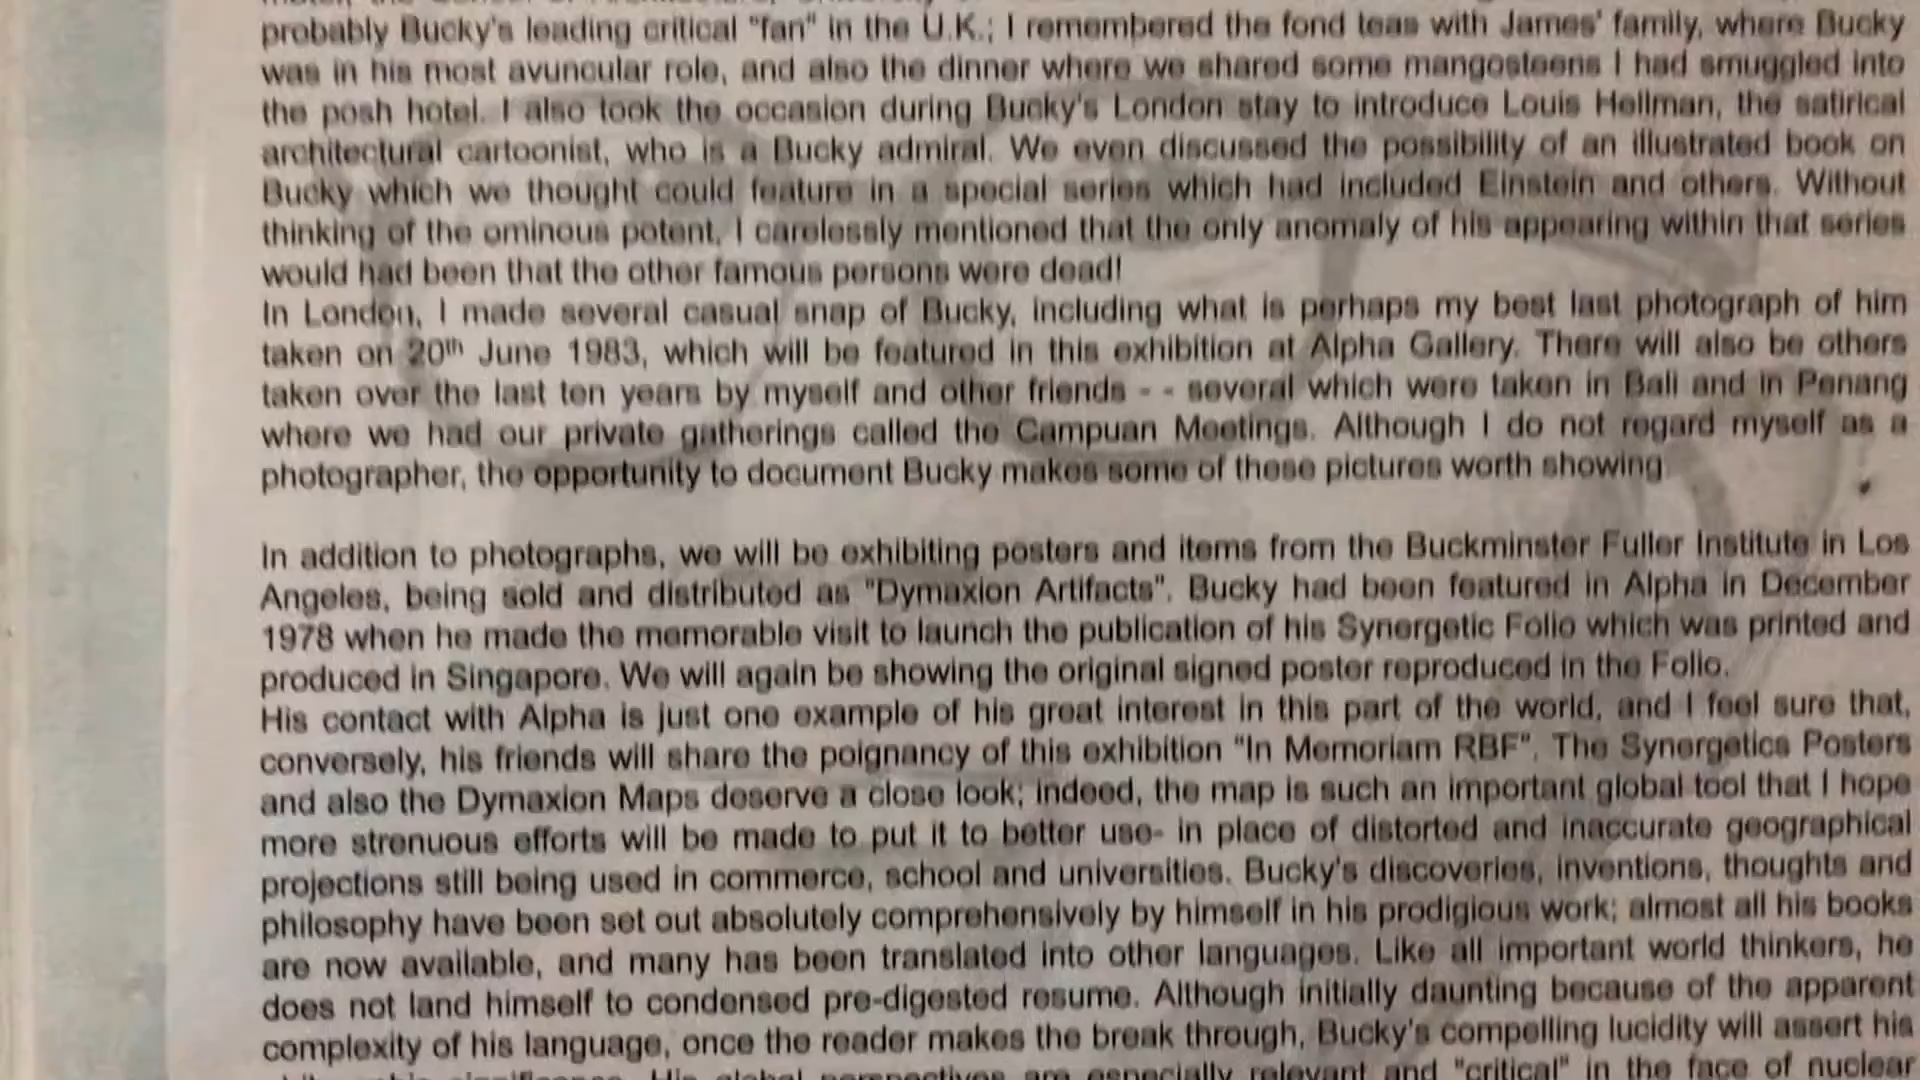 probably Bucky's leading critical "fan" in the U.K.; I remembered the fond teas with James' family, where Bucky
was in his most avuncular role, and also the dinner where we shared some mangosteens I had smuggled into
the posh hotel. I also took the occasion during Bucky's London stay to introduce Louis Hellman, the satirical
architectural cartoonist, who is a Bucky admiral. We even discussed the possibility of an illustrated book on
Bucky which we thought could feature in a special series which had included Einstein and others. Without
thinking of the ominous potent, I carelessly mentioned that the only anomaly of his appearing within that series
would had been that the other famous persons were dead!
In London, I made several casual snap of Bucky, including what is perhaps my best last photograph of him
taken on 20th June 1983, which will be featured in this exhibition at Alpha Gallery. There will also be others
taken over the last ten years by myself and other friends - - several which were taken in Bali and in Penang
where we had our private gatherings called the Campuan Meetings. Although I do not regard myself as a
photographer, the opportunity to document Bucky makes some of these pictures worth showing
In addition to photographs, we will be exhibiting posters and items from the Buckminster Fuller Institute in Los
Angeles, being sold and distributed as "Dymaxion Artifacts". Bucky had been featured in Alpha in December
1978 when he made the memorable visit to launch the publication of his Synergetic Folio which was printed and
produced in Singapore. We will again be showing the original signed poster reproduced in the Folio.
His contact with Alpha is just one example of his great interest in this part of the world, and I feel sure that,
conversely, his friends will share the poignancy of this exhibition "In Memoriam RBF". The Synergetics Posters
and also the Dymaxion Maps deserve a close look; indeed, the map is such an important global tool that I hope
more strenuous efforts will be made to put it to better use- in place of distorted and inaccurate geographical
projections still being used in commerce, school and universities. Bucky's discoveries, inventions, thoughts and
philosophy have been set out absolutely comprehensively by himself in his prodigious work; almost all his books
are now available, and many has been translated into other languages. Like all important world thinkers, he
does not land himself to condensed pre-digested resume. Although initially daunting because of the apparent
complexity of his language, once the reader makes the break through, Bucky's compelling lucidity will assert his
His global perspectives are especially relevant and "critical" in the face of nuclear